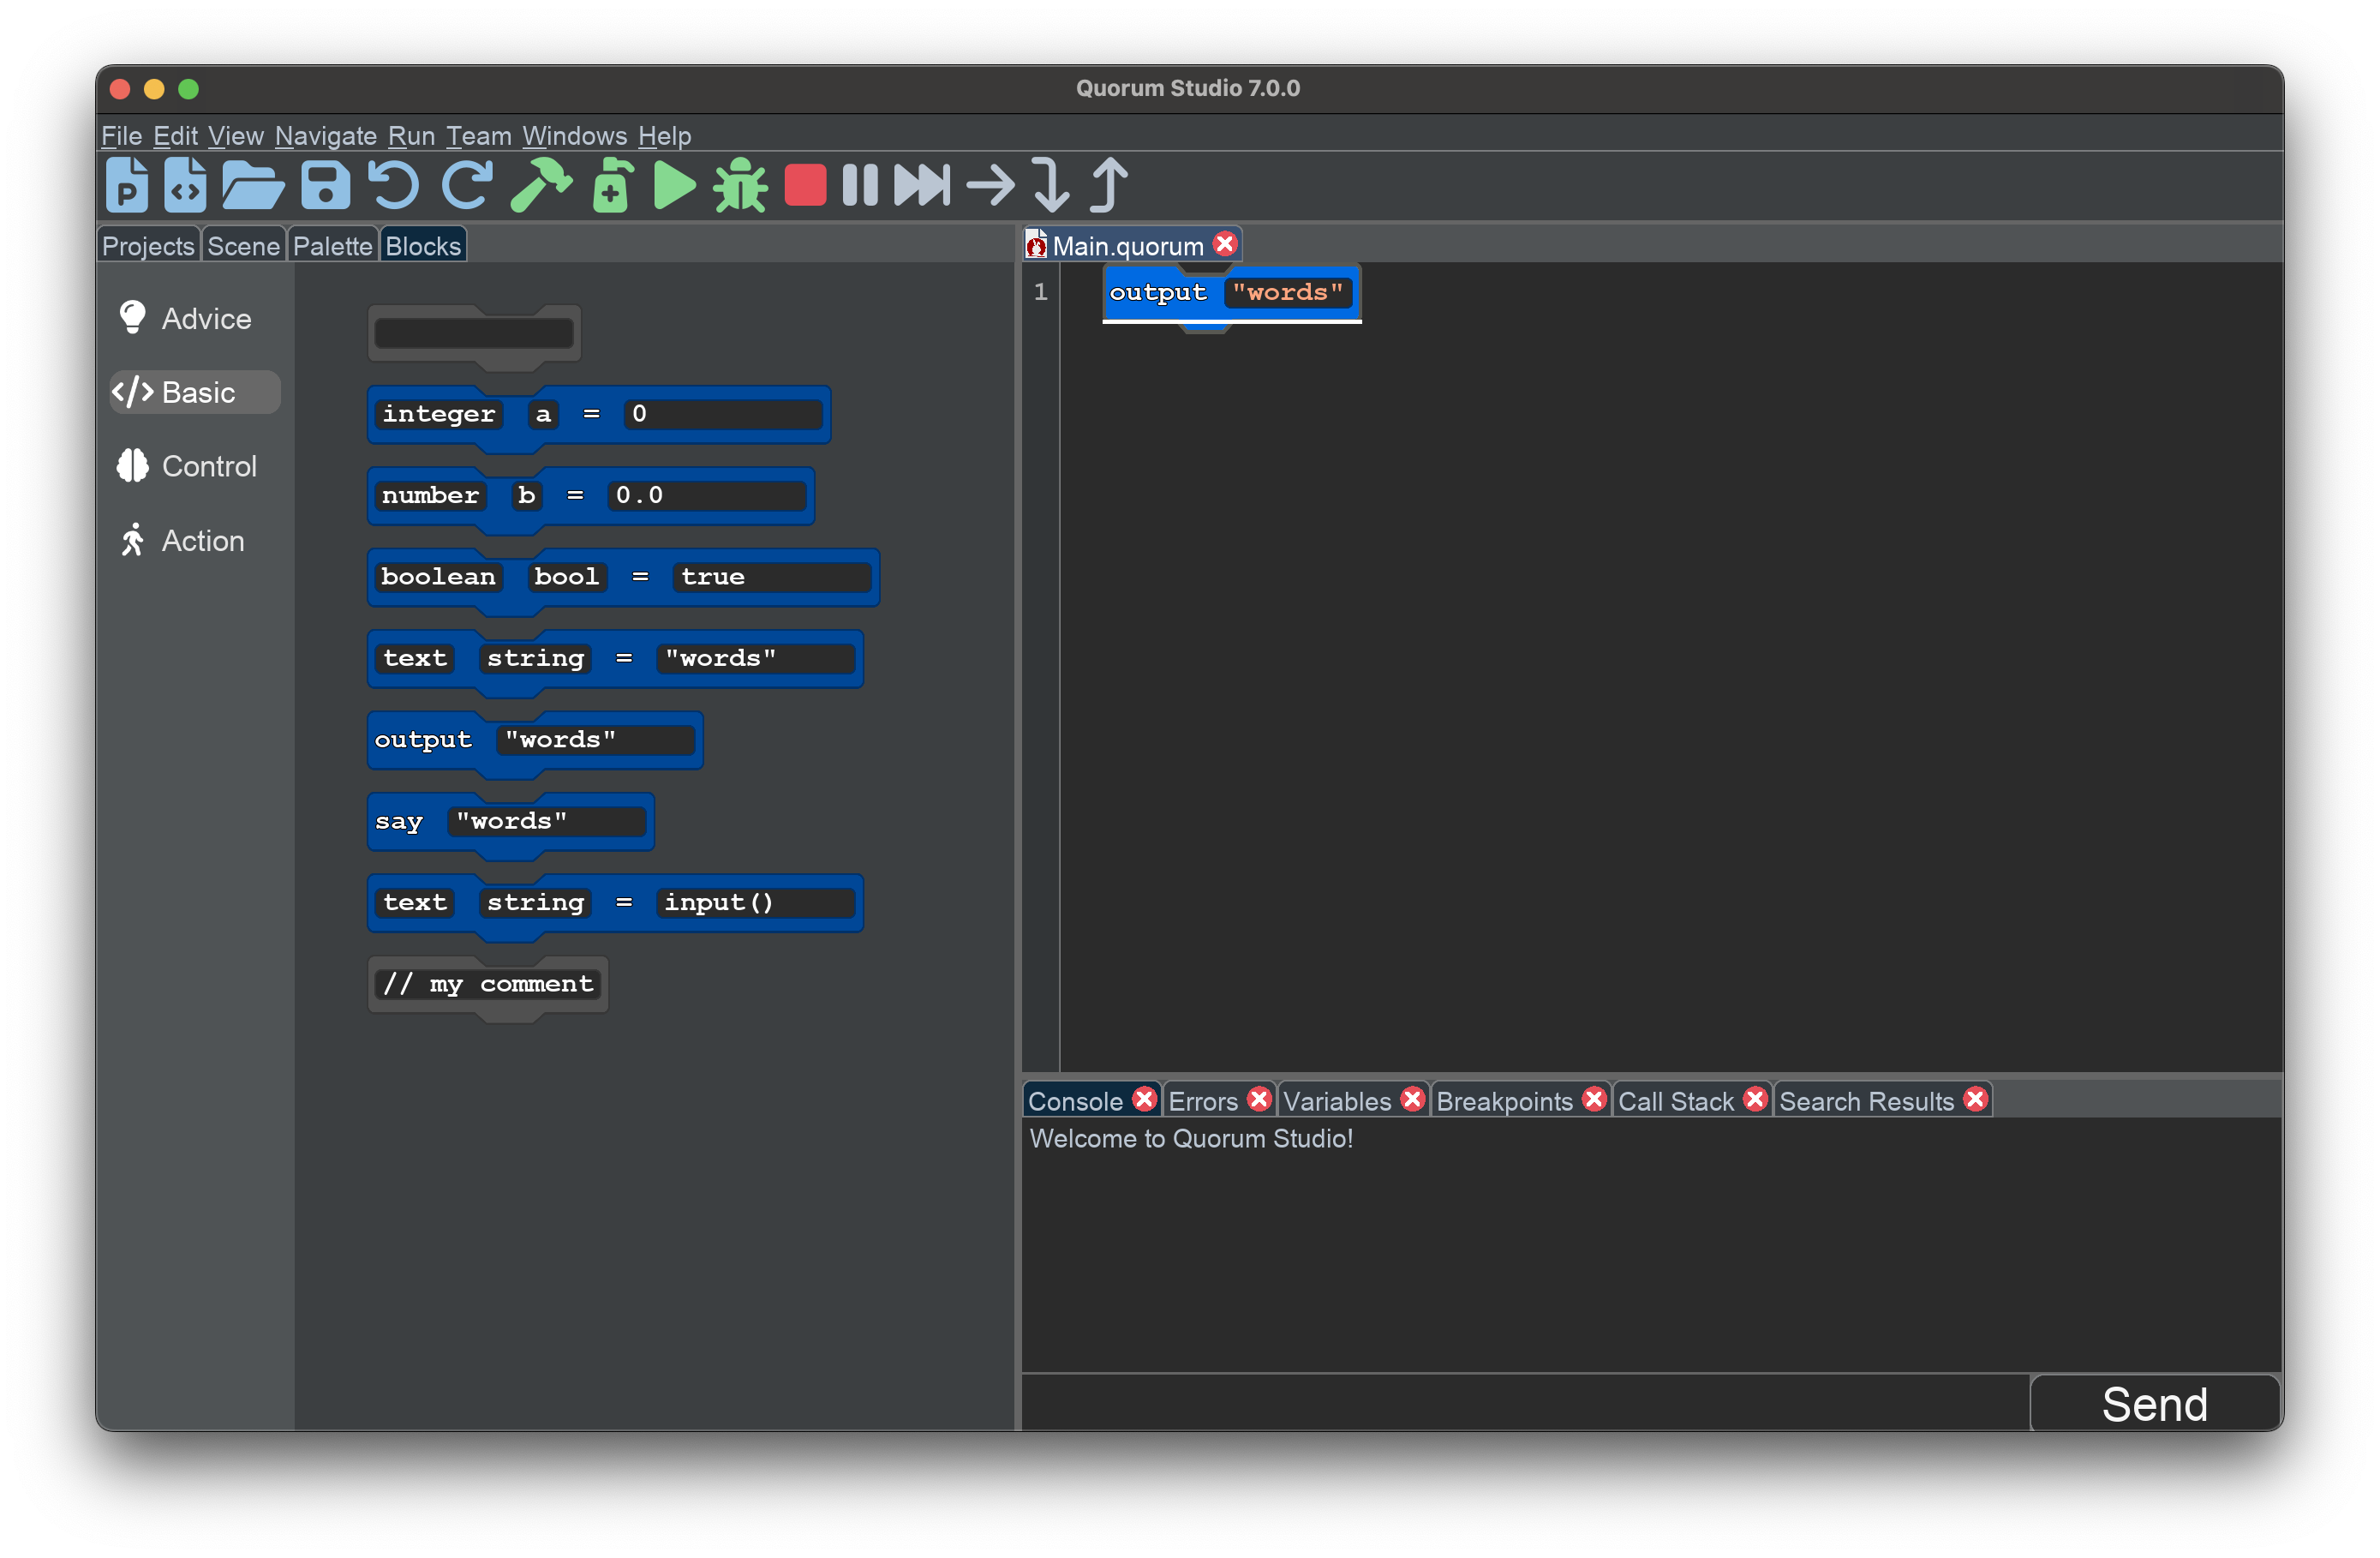 Quorum Studio 7.0.0
File Edit View Navigate Run Team Windows Help
Projects Scene Palette Blocks
Main.quorum
Advice
Basic
Control
Action
integer a = 0
number b = 0.0
boolean bool = true
text string = "words"
output "words"
say "words"
text string = input()
// my comment
1 output "words"
Console Errors Variables Breakpoints Call Stack Search Results
Welcome to Quorum Studio!
Send